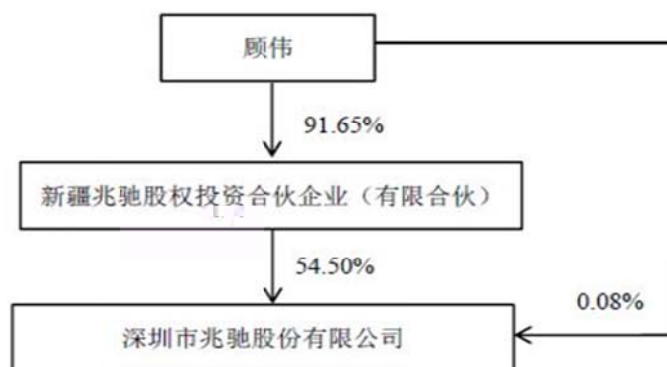 顾伟
91.65%
新疆兆驰股权投资合伙企业（有限合伙）
54.50%
0.08%
深圳市兆驰股份有限公司